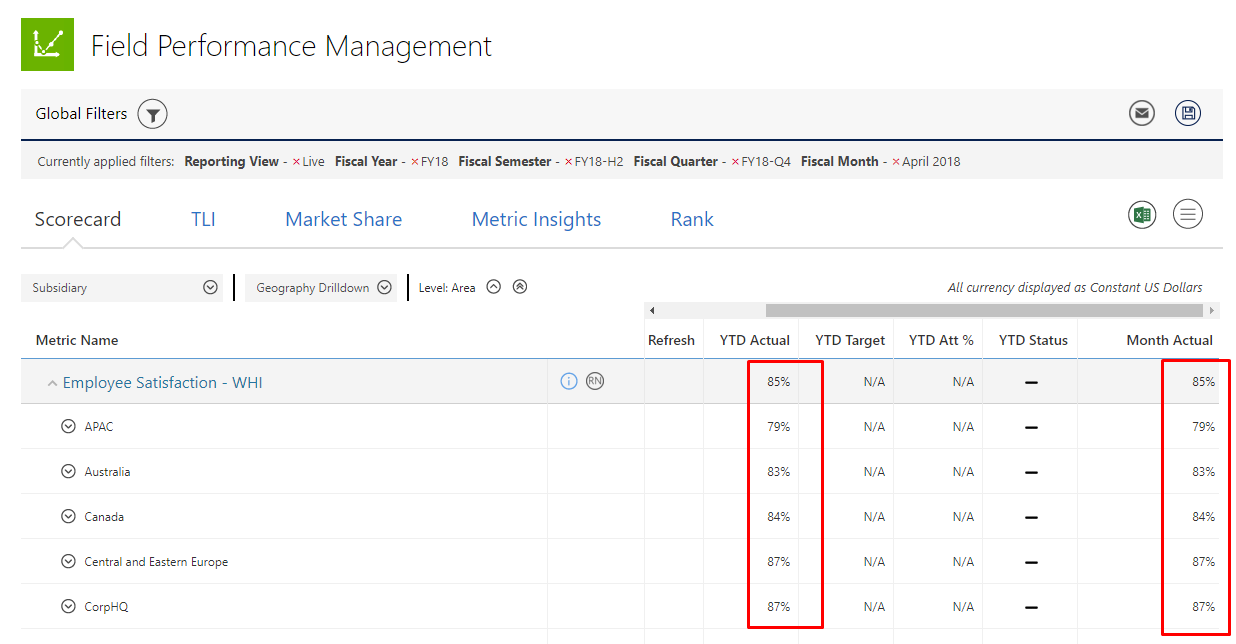 Field Performance Management
Global Filters
Currently applied filters: Reporting View - ×Live Fiscal Year - ×FY18 Fiscal Semester - ×FY18-H2 Fiscal Quarter - ×FY18-Q4 Fiscal Month - ×April 2018
Scorecard TLI Market Share Metric Insights Rank
Subsidiary Geography Drilldown Level: Area All currency displayed as Constant US Dollars
Metric Name Refresh YTD Actual YTD Target YTD Att % YTD Status Month Actual
Employee Satisfaction - WHI i RN 85% N/A N/A – 85%
APAC 79% N/A N/A – 79%
Australia 83% N/A N/A – 83%
Canada 84% N/A N/A – 84%
Central and Eastern Europe 87% N/A N/A – 87%
CorpHQ 87% N/A N/A – 87%